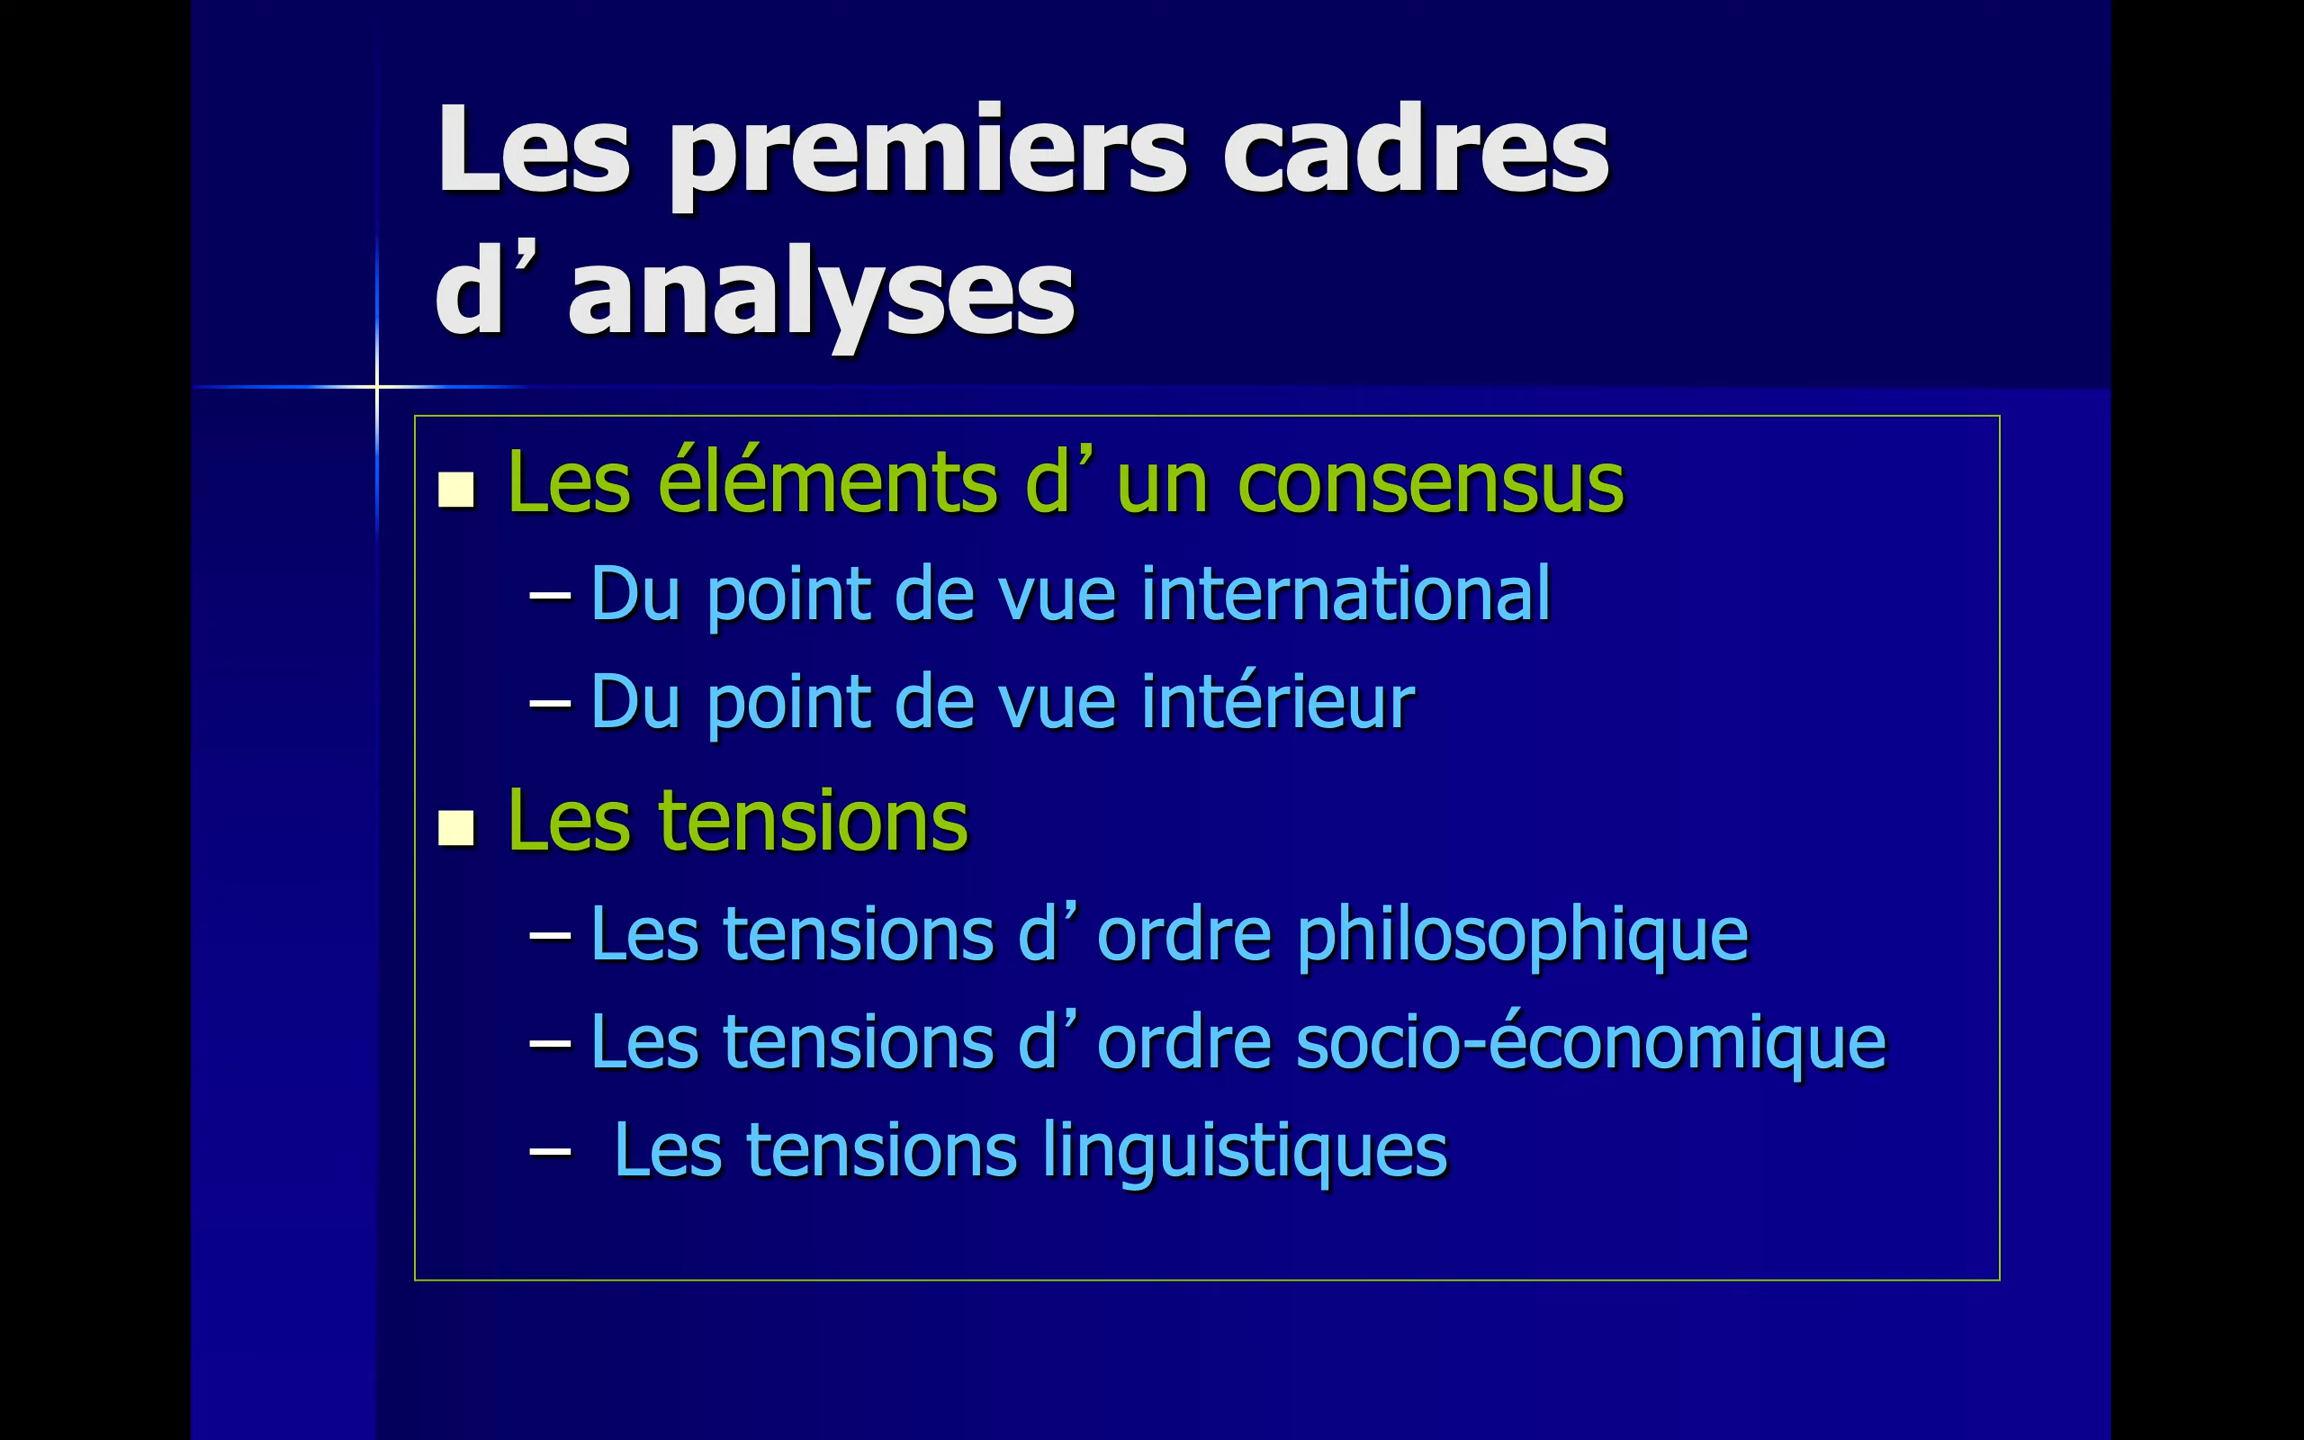 Les premiers cadres
d’analyses
■ Les éléments d’un consensus
– Du point de vue international
– Du point de vue intérieur
■ Les tensions
– Les tensions d’ordre philosophique
– Les tensions d’ordre socio-économique
– Les tensions linguistiques